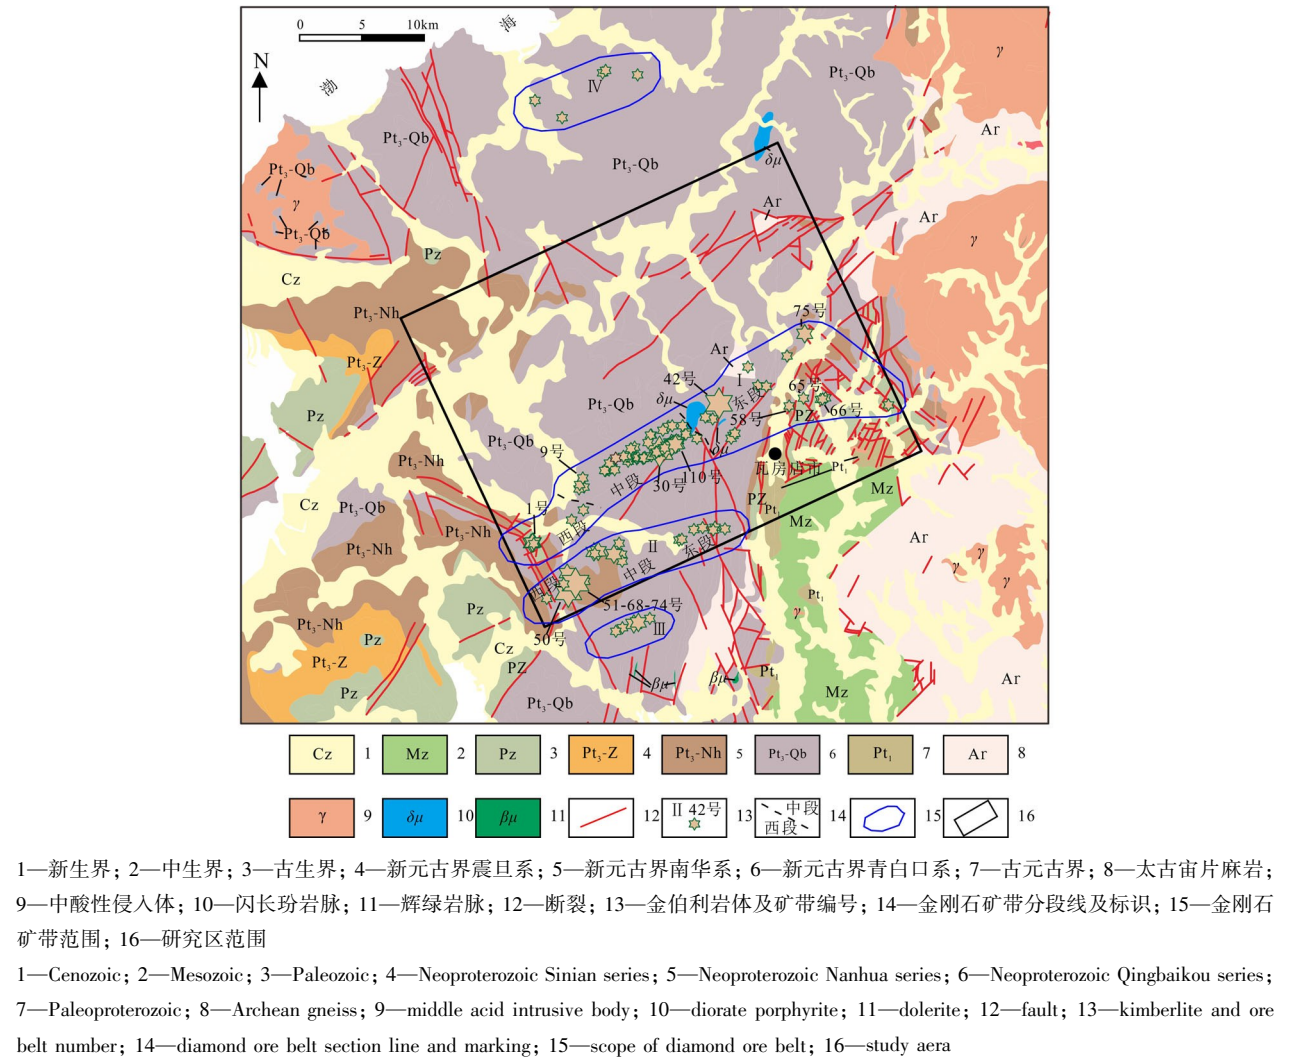 0 5 10km
海
渤
N
γ
Pt₃-Qb
Ⅳ
Ar
Pt₃-Qb
Pt₃-Qb
δμ
Pt₃-Qb
Ar
γ
Ar
Pt₃-Qb
γ
Pz
Cz
Pt₃-Nh
75号
Ar
Pt₃-Z
42号
Ⅰ
65号
δμ
东段
Pt₃-Qb
Pz
58号
PZ
66号
Pt₃-Qb
9号
δμ
Pt₃-Nh
瓦房店市
Pt₁
中段
30号
110号
Mz
Cz
Pt₃-Qb
1号
PZ
Pt₁
Mz
Pt₃-Nh
西段
Pt₃-Nh
Ⅱ
东段
Ar
γ
γ
中段
西段
γ
Pt₁
Pz
51-68-74号
γ
Pt₃-Nh
Ⅲ
50号
Pz
Cz
Pt₃-Z
PZ
Pt₁
Pz
βμ
βμ
Mz
Ar
Pt₃-Qb
Cz 1 Mz 2 Pz 3 Pt₃-Z 4 Pt₃-Nh 5 Pt₃-Qb 6 Pt₁ 7 Ar 8
γ 9 δμ 10 βμ 11 12 Ⅱ 42号 13 中段 西段 14 15 16
1—新生界；2—中生界；3—古生界；4—新元古界震旦系；5—新元古界南华系；6—新元古界青白口系；7—古元古界；8—太古宙片麻岩；
9—中酸性侵入体；10—闪长玢岩脉；11—辉绿岩脉；12—断裂；13—金伯利岩体及矿带编号；14—金刚石矿带分段线及标识；15—金刚石
矿带范围；16—研究区范围
1—Cenozoic；2—Mesozoic；3—Paleozoic；4—Neoproterozoic Sinian series；5—Neoproterozoic Nanhua series；6—Neoproterozoic Qingbaikou series；
7—Paleoproterozoic；8—Archean gneiss；9—middle acid intrusive body；10—diorate porphyrite；11—dolerite；12—fault；13—kimberlite and ore
belt number；14—diamond ore belt section line and marking；15—scope of diamond ore belt；16—study aera